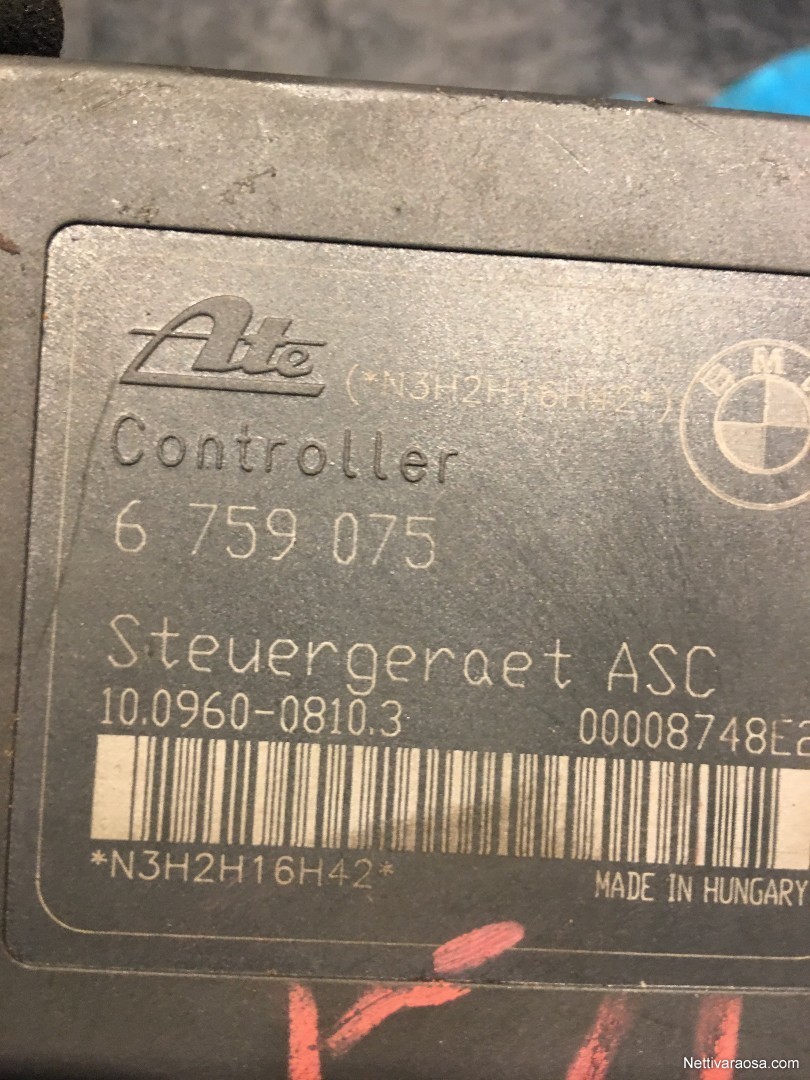 Ate (*N3H2H16H42*)
BM
Controller
6 759 075
Steuergeraet ASC
10.0960-0810.3 00008748E2
*N3H2H16H42*
MADE IN HUNGARY
Nettivaraosa.com